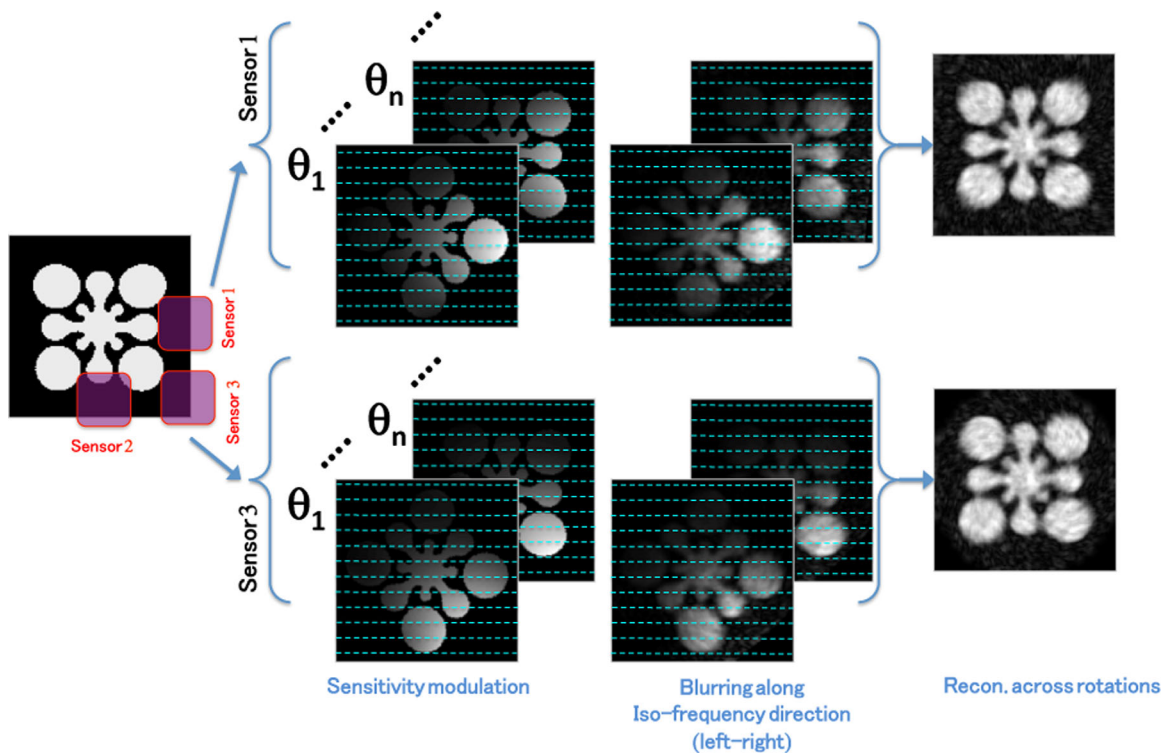 Sensor 1
θn
θ1
Sensor 1
Sensor 3
Sensor 2
θn
θ1
Sensor 3
Sensitivity modulation
Blurring along
Iso-frequency direction
(left-right)
Recon. across rotations